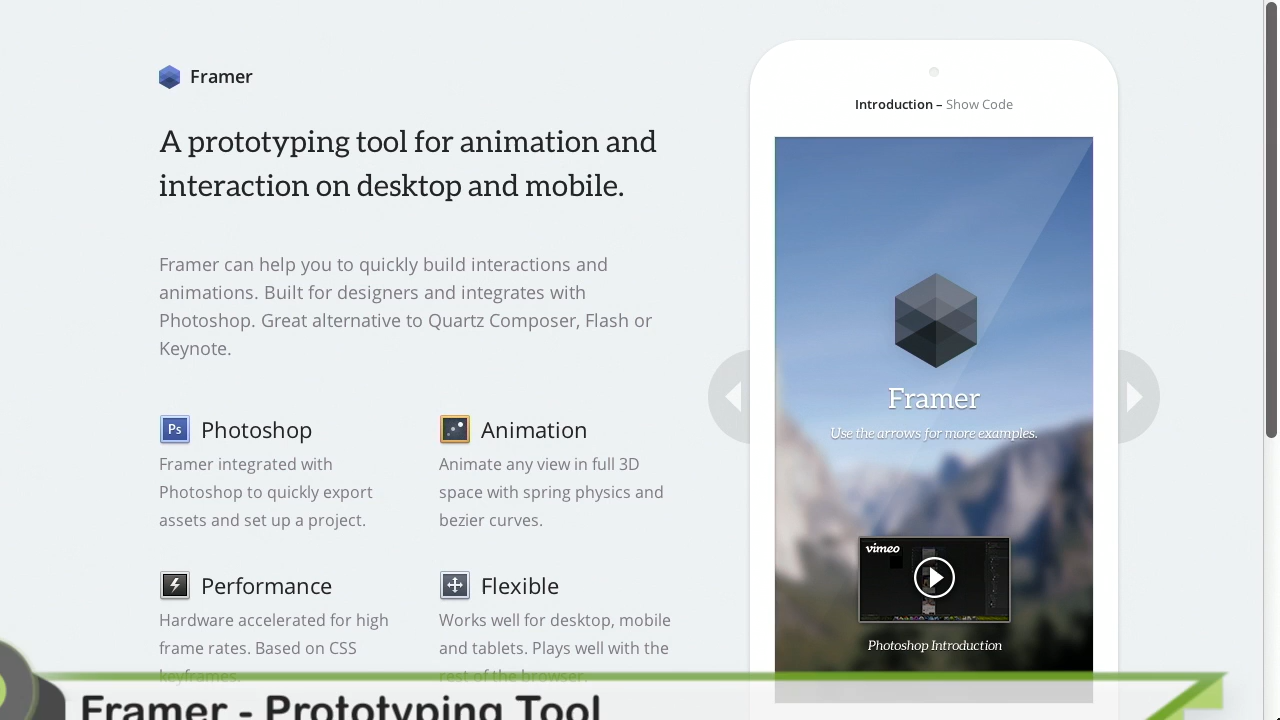 Framer
A prototyping tool for animation and
interaction on desktop and mobile.
Framer can help you to quickly build interactions and
animations. Built for designers and integrates with
Photoshop. Great alternative to Quartz Composer, Flash or
Keynote.
Ps Photoshop
Framer integrated with
Photoshop to quickly export
assets and set up a project.
Animation
Animate any view in full 3D
space with spring physics and
bezier curves.
Performance
Hardware accelerated for high
frame rates. Based on CSS
keyframes.
Flexible
Works well for desktop, mobile
and tablets. Plays well with the
rest of the browser.
Introduction – Show Code
Framer
Use the arrows for more examples.
vimeo
Photoshop Introduction
Framer - Prototyping Tool